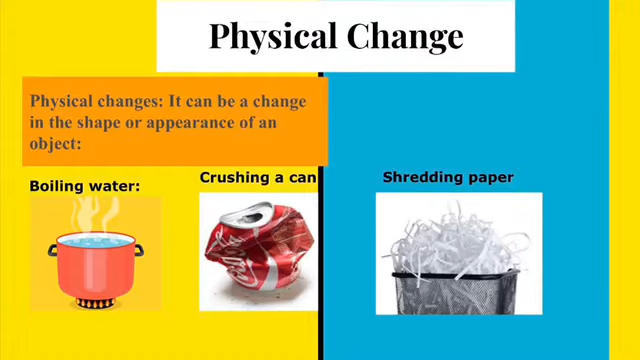 Physical Change
Physical changes: It can be a change
in the shape or appearance of an
object:
Boiling water:
Crushing a can
Shredding paper